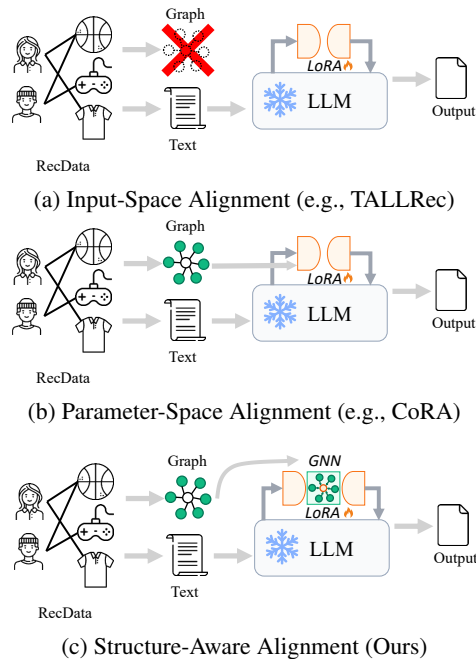 Graph
LoRA
LLM
Output
Text
RecData
(a) Input-Space Alignment (e.g., TALLRec)
Graph
LoRA
LLM
Output
Text
RecData
(b) Parameter-Space Alignment (e.g., CoRA)
Graph
GNN
LoRA
LLM
Output
Text
RecData
(c) Structure-Aware Alignment (Ours)